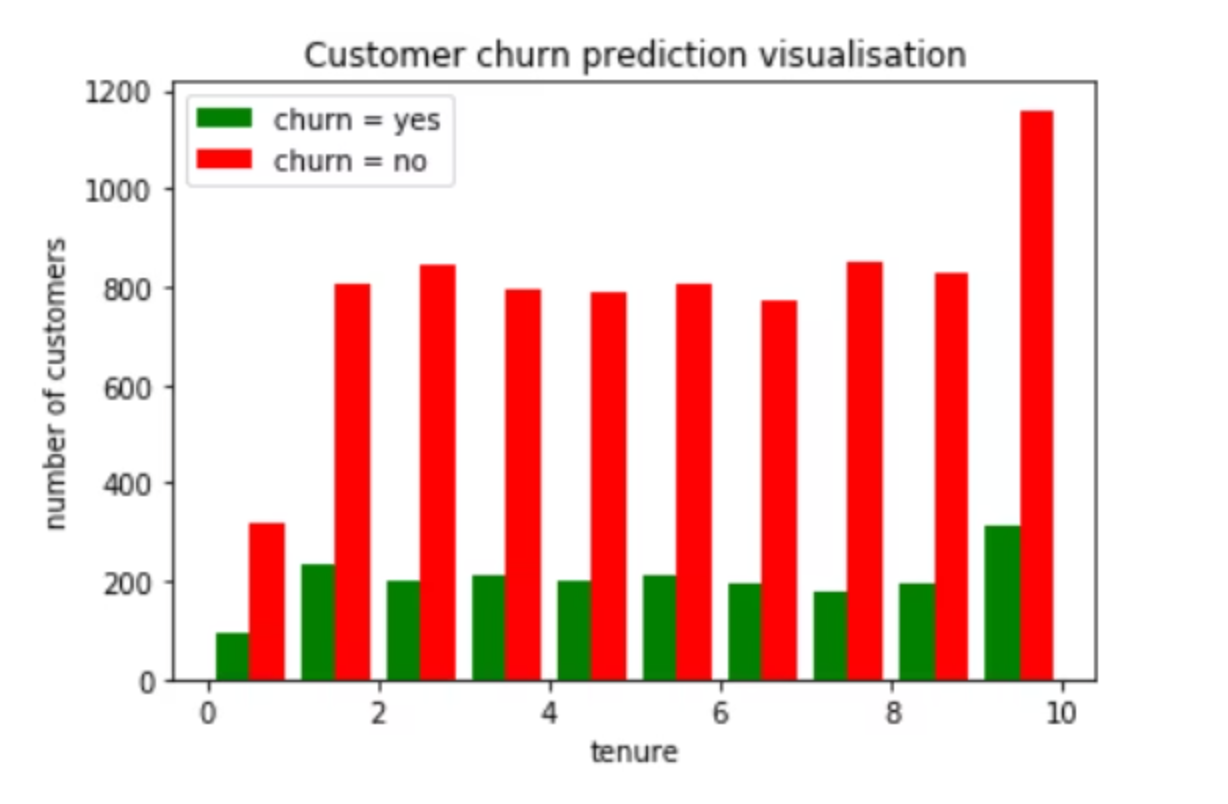 Customer churn prediction visualisation
churn = yes
churn = no
1200
1000
800
600
400
200
0
number of customers
0 2 4 6 8 10
tenure